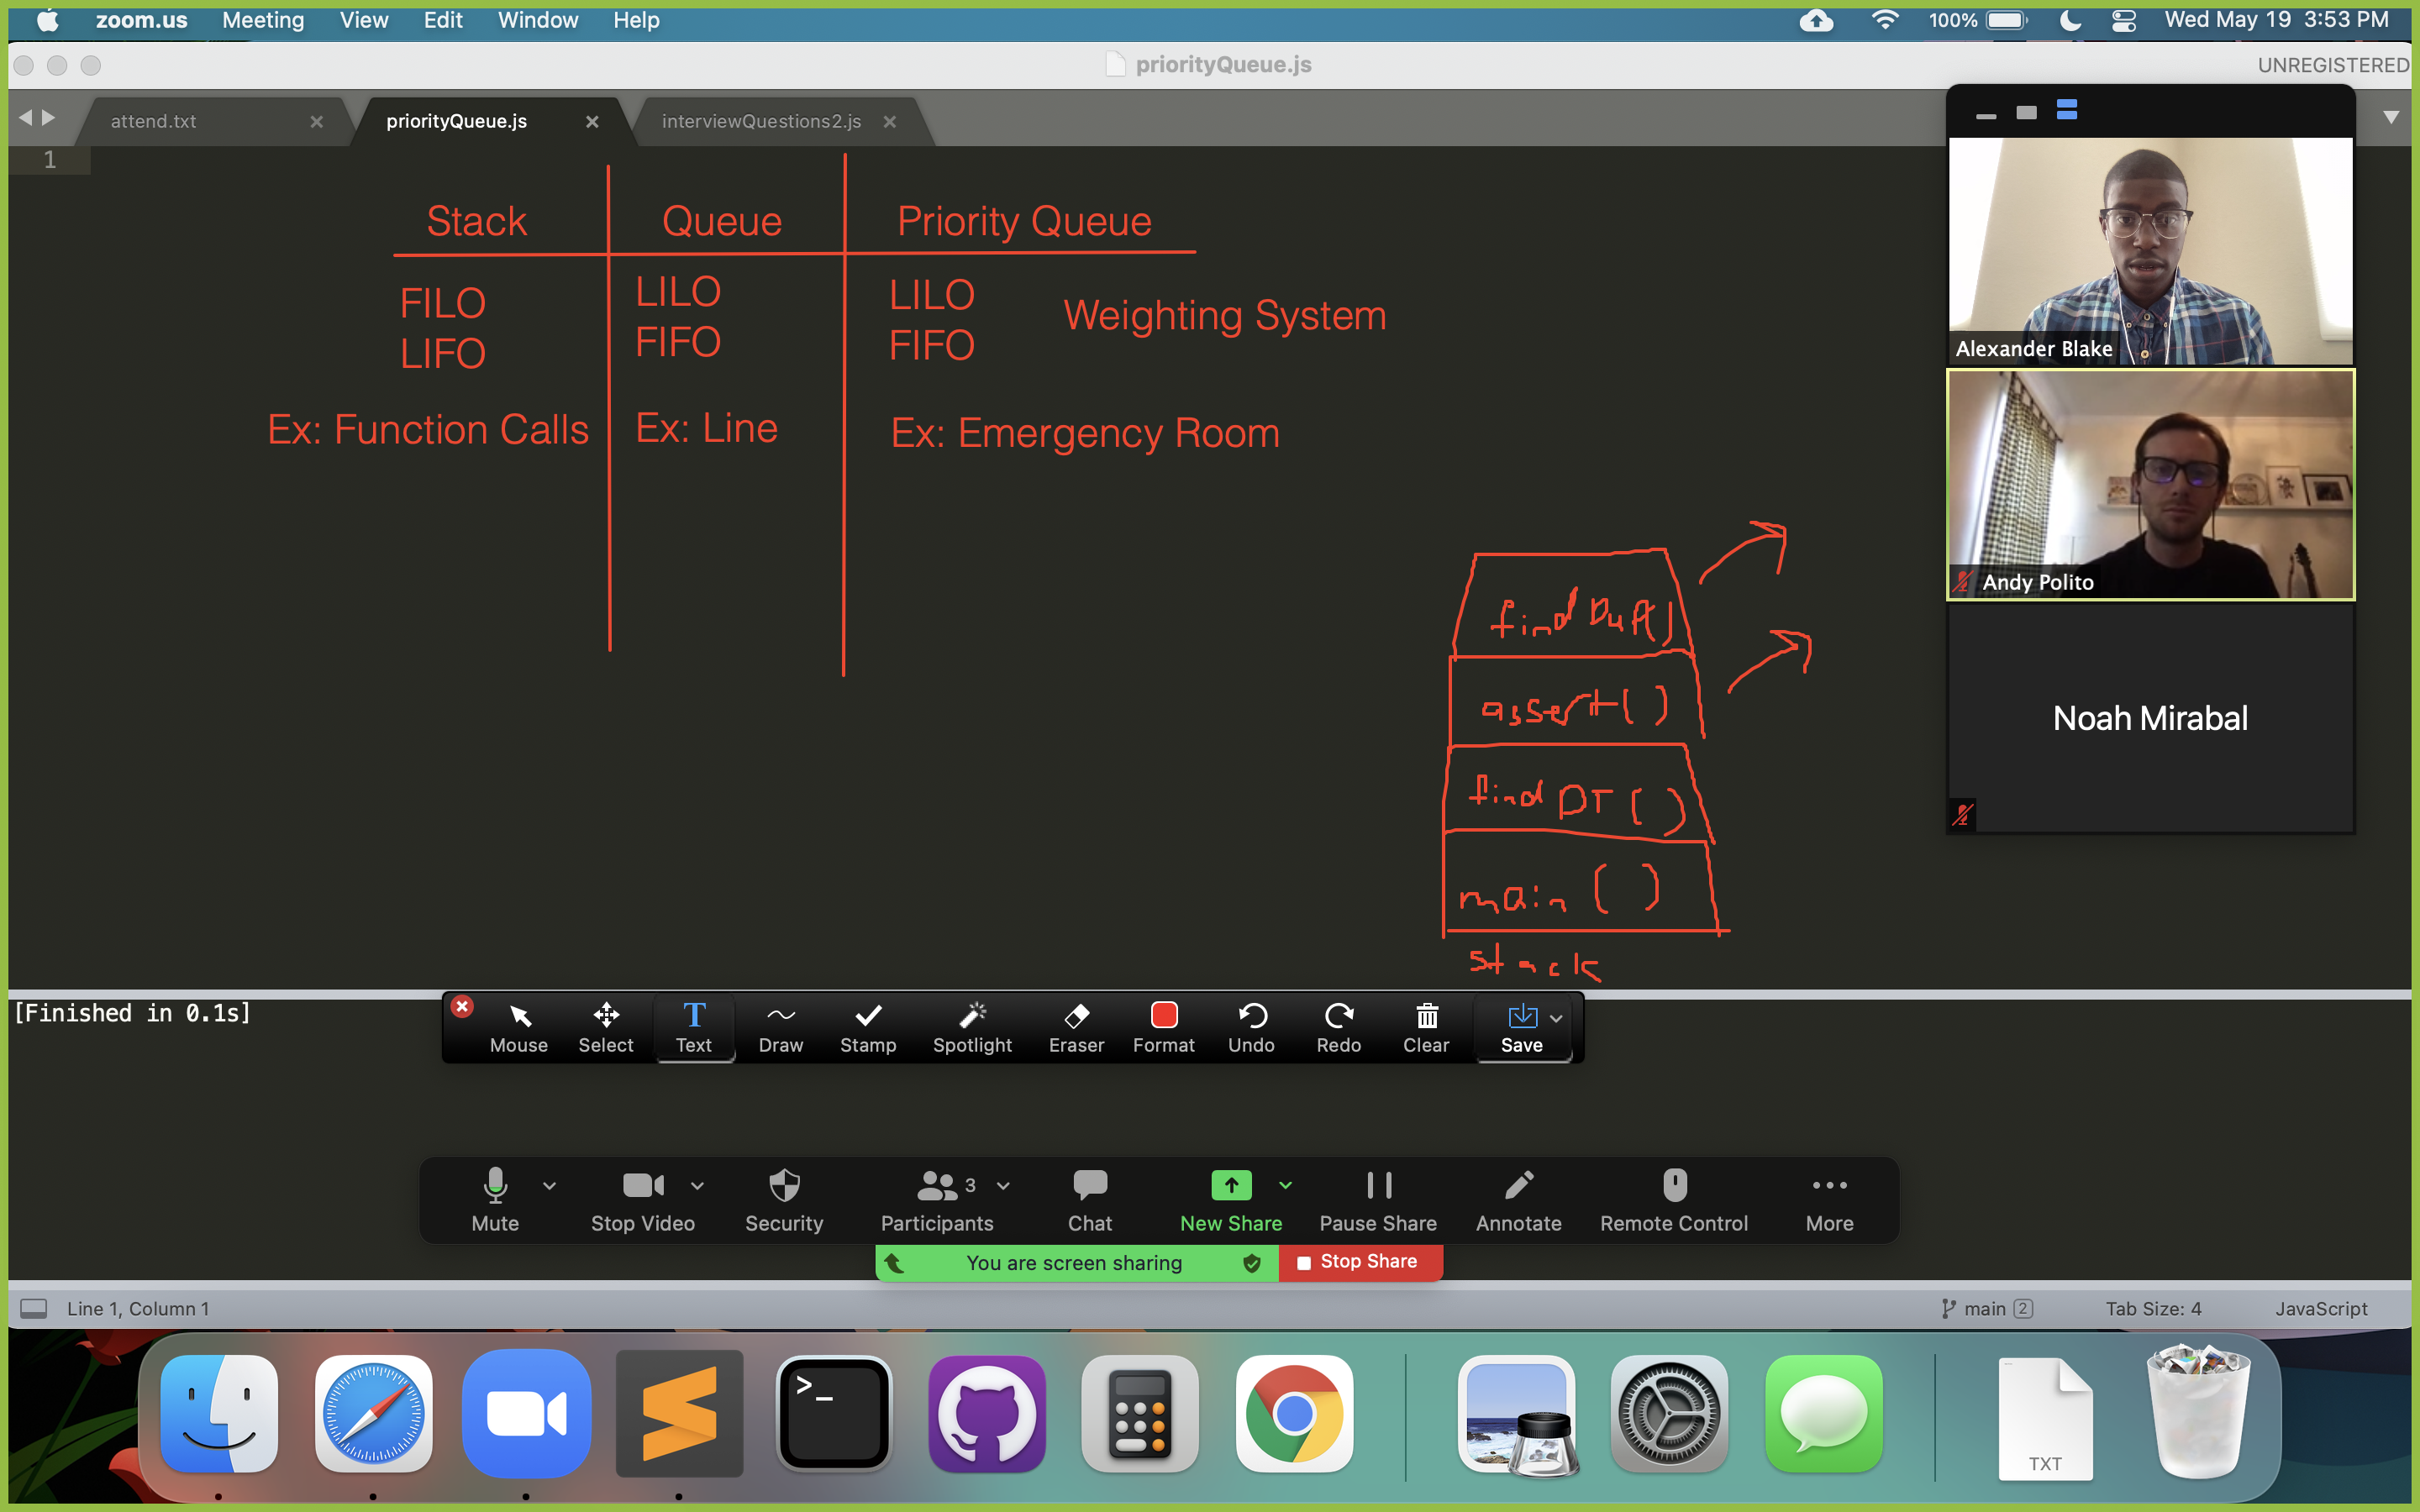 zoom.us Meeting View Edit Window Help 100% Wed May 19 3:53 PM
priorityQueue.js UNREGISTERED
attend.txt priorityQueue.js interviewQuestions2.js
1
Stack Queue Priority Queue
FILO LILO LILO Weighting System
LIFO FIFO FIFO
Ex: Function Calls Ex: Line Ex: Emergency Room
Alexander Blake
Andy Polito
Noah Mirabal
assert()
findDT()
main()
stack
[Finished in 0.1s]
Mouse Select Text Draw Stamp Spotlight Eraser Format Undo Redo Clear Save
3
Mute Stop Video Security Participants Chat New Share Pause Share Annotate Remote Control More
You are screen sharing Stop Share
Line 1, Column 1 main 2 Tab Size: 4 JavaScript
>_
TXT